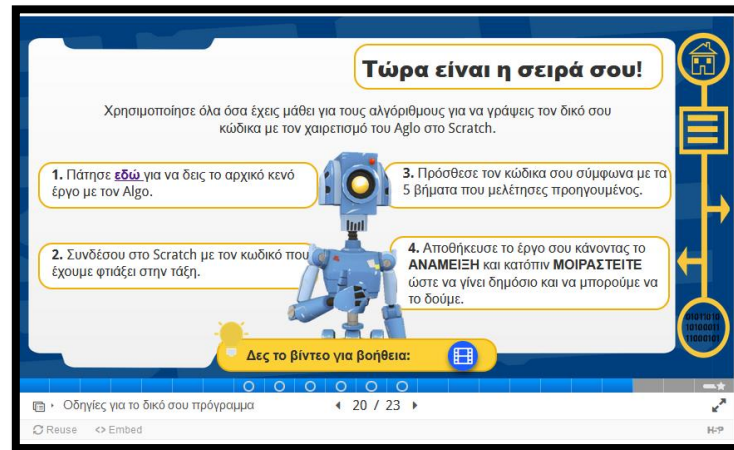 Τώρα είναι η σειρά σου!
Χρησιμοποίησε όλα όσα έχεις μάθει για τους αλγόριθμους για να γράψεις τον δικό σου
κώδικα με τον χαιρετισμό του Aglo στο Scratch.
1. Πάτησε εδώ για να δεις το αρχικό κενό
έργο με τον Algo.
2. Συνδέσου στο Scratch με τον κωδικό που
έχουμε φτιάξει στην τάξη.
3. Πρόσθεσε τον κώδικα σου σύμφωνα με τα
5 βήματα που μελέτησες προηγουμένος.
4. Αποθήκευσε το έργο σου κάνοντας το
ΑΝΑΜΕΙΞΗ και κατόπιν ΜΟΙΡΑΣΤΕΙΤΕ
ώστε να γίνει δημόσιο και να μπορούμε να
το δούμε.
Δες το βίντεο για βοήθεια:
01011010
10100011
11000101
Οδηγίες για το δικό σου πρόγραμμα
20 / 23
Reuse
<> Embed
H-P